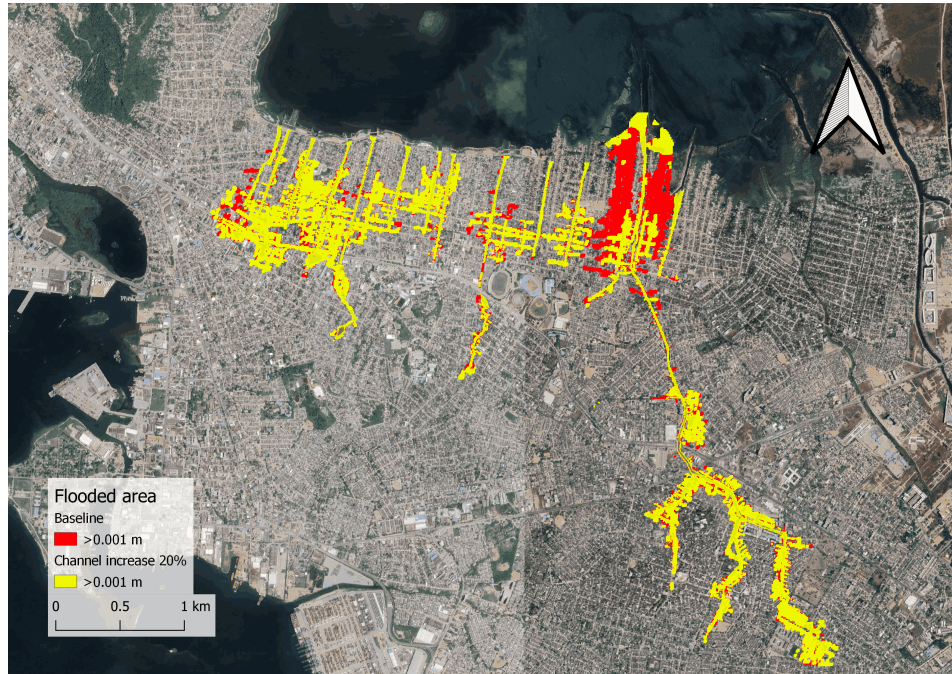 Flooded area
Baseline
>0.001 m
Channel increase 20%
>0.001 m
0 0.5 1 km